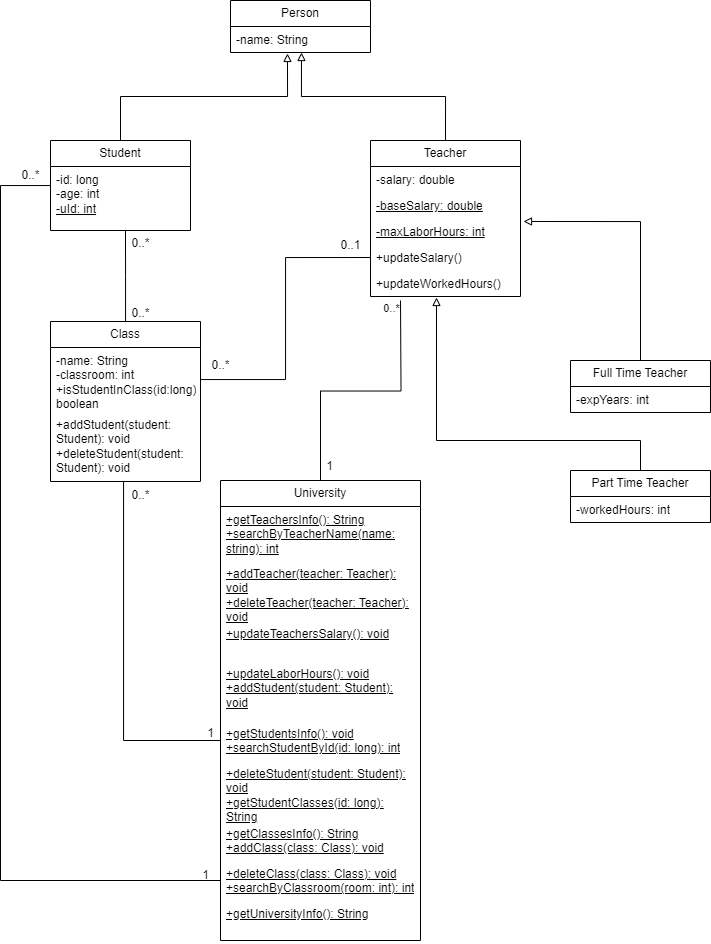 Person
-name: String
Student
-id: long
-age: int
-uId: int
Teacher
-salary: double
-baseSalary: double
-maxLaborHours: int
+updateSalary()
+updateWorkedHours()
0..*
0..*
0..1
0..*
0..*
0..*
Class
-name: String
-classroom: int
+isStudentInClass(id:long)
boolean
+addStudent(student:
Student): void
+deleteStudent(student:
Student): void
Full Time Teacher
-expYears: int
Part Time Teacher
-workedHours: int
0..*
1
University
+getTeachersInfo(): String
+searchByTeacherName(name:
string): int
+addTeacher(teacher: Teacher):
void
+deleteTeacher(teacher: Teacher):
void
+updateTeachersSalary(): void
+updateLaborHours(): void
+addStudent(student: Student):
void
+getStudentsInfo(): void
+searchStudentById(id: long): int
+deleteStudent(student: Student):
void
+getStudentClasses(id: long):
String
+getClassesInfo(): String
+addClass(class: Class): void
+deleteClass(class: Class): void
+searchByClassroom(room: int): int
+getUniversityInfo(): String
1
1